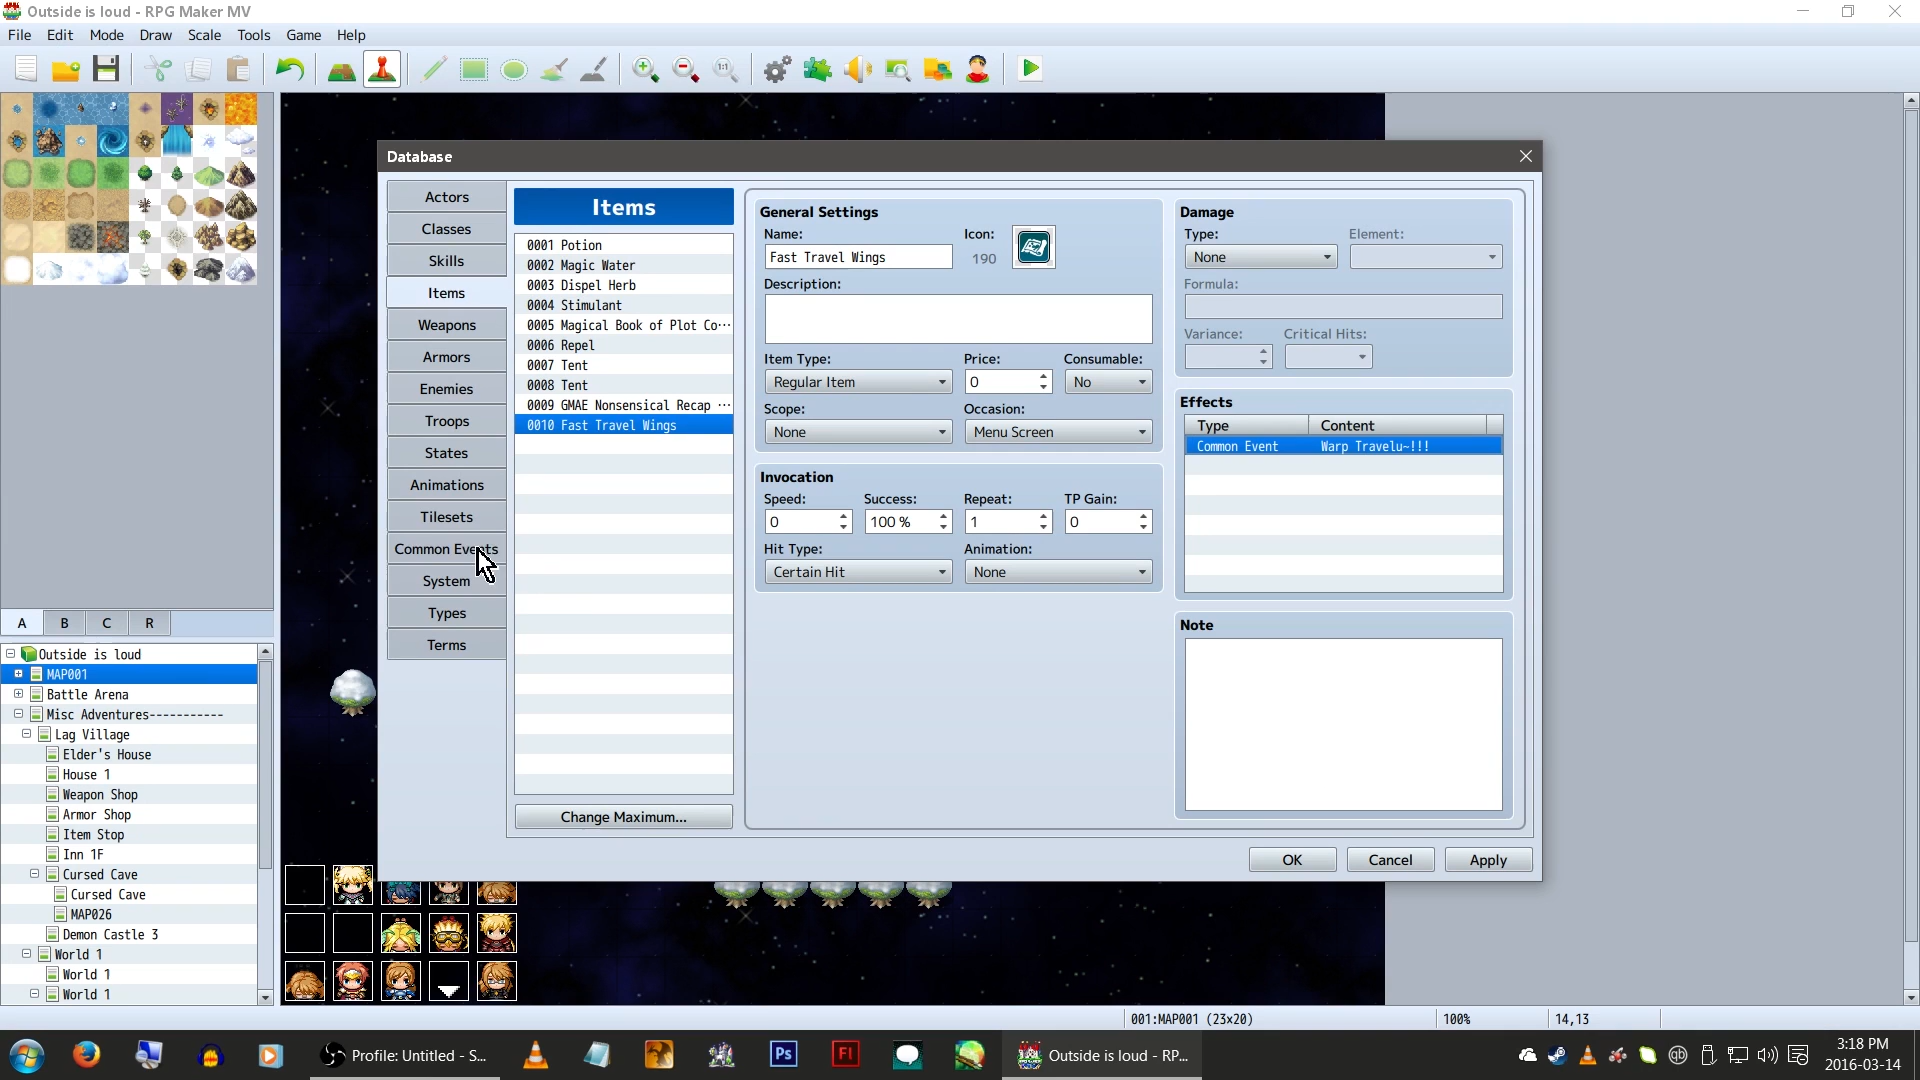 Outside is loud - RPG Maker MV
File Edit Mode Draw Scale Tools Game Help
1:1
Database
Actors
Classes
Skills
Items
Weapons
Armors
Enemies
Troops
States
Animations
Tilesets
Common Events
System
Types
Terms
Items
0001 Potion
0002 Magic Water
0003 Dispel Herb
0004 Stimulant
0005 Magical Book of Plot Co…
0006 Repel
0007 Tent
0008 Tent
0009 GMAE Nonsensical Recap …
0010 Fast Travel Wings
Change Maximum...
General Settings
Name: Icon:
Fast Travel Wings 190
Description:
Item Type: Price: Consumable:
Regular Item 0 No
Scope: Occasion:
None Menu Screen
Invocation
Speed: Success: Repeat: TP Gain:
0 100 % 1 0
Hit Type: Animation:
Certain Hit None
Damage
Type: Element:
None
Formula:
Variance: Critical Hits:
Effects
Type Content
Common Event Warp Travelu~!!!
Note
OK Cancel Apply
A B C R
Outside is loud
MAP001
Battle Arena
Misc Adventures-----------
Lag Village
Elder's House
House 1
Weapon Shop
Armor Shop
Item Stop
Inn 1F
Cursed Cave
Cursed Cave
MAP026
Demon Castle 3
World 1
World 1
World 1
001:MAP001 (23x20) 100% 14,13
Profile: Untitled - S...
Ps
Fl
Outside is loud - RP...
qb
3:18 PM
2016-03-14